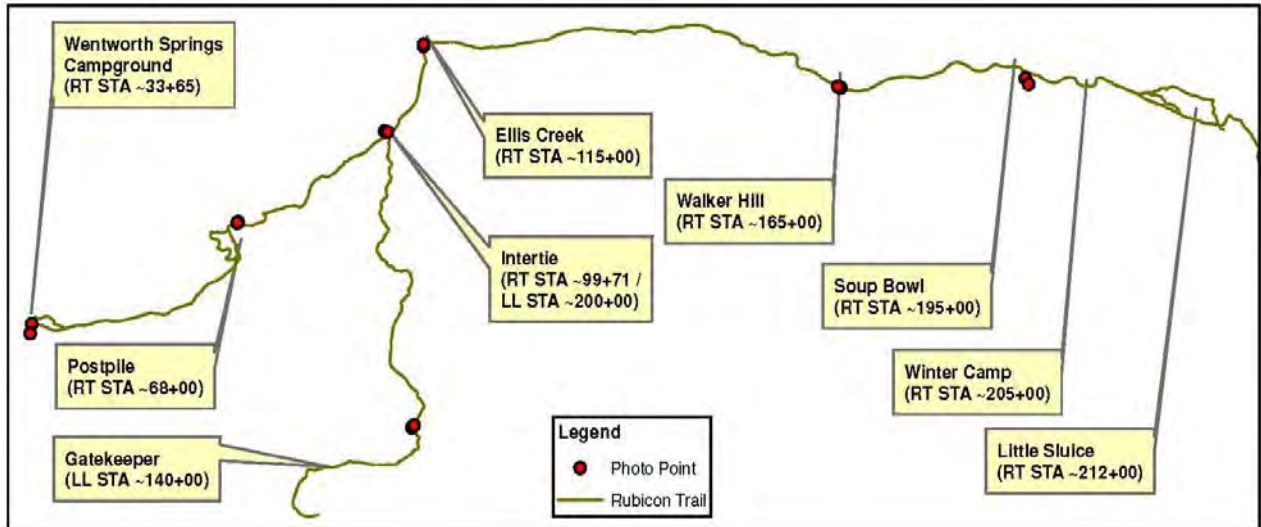 Wentworth Springs
Campground
(RT STA ~33+65)
Ellis Creek
(RT STA ~115+00)
Walker Hill
(RT STA ~165+00)
Intertie
(RT STA ~99+71 /
LL STA ~200+00)
Soup Bowl
(RT STA ~195+00)
Postpile
(RT STA ~68+00)
Winter Camp
(RT STA ~205+00)
Gatekeeper
(LL STA ~140+00)
Little Sluice
(RT STA ~212+00)
Legend
Photo Point
Rubicon Trail